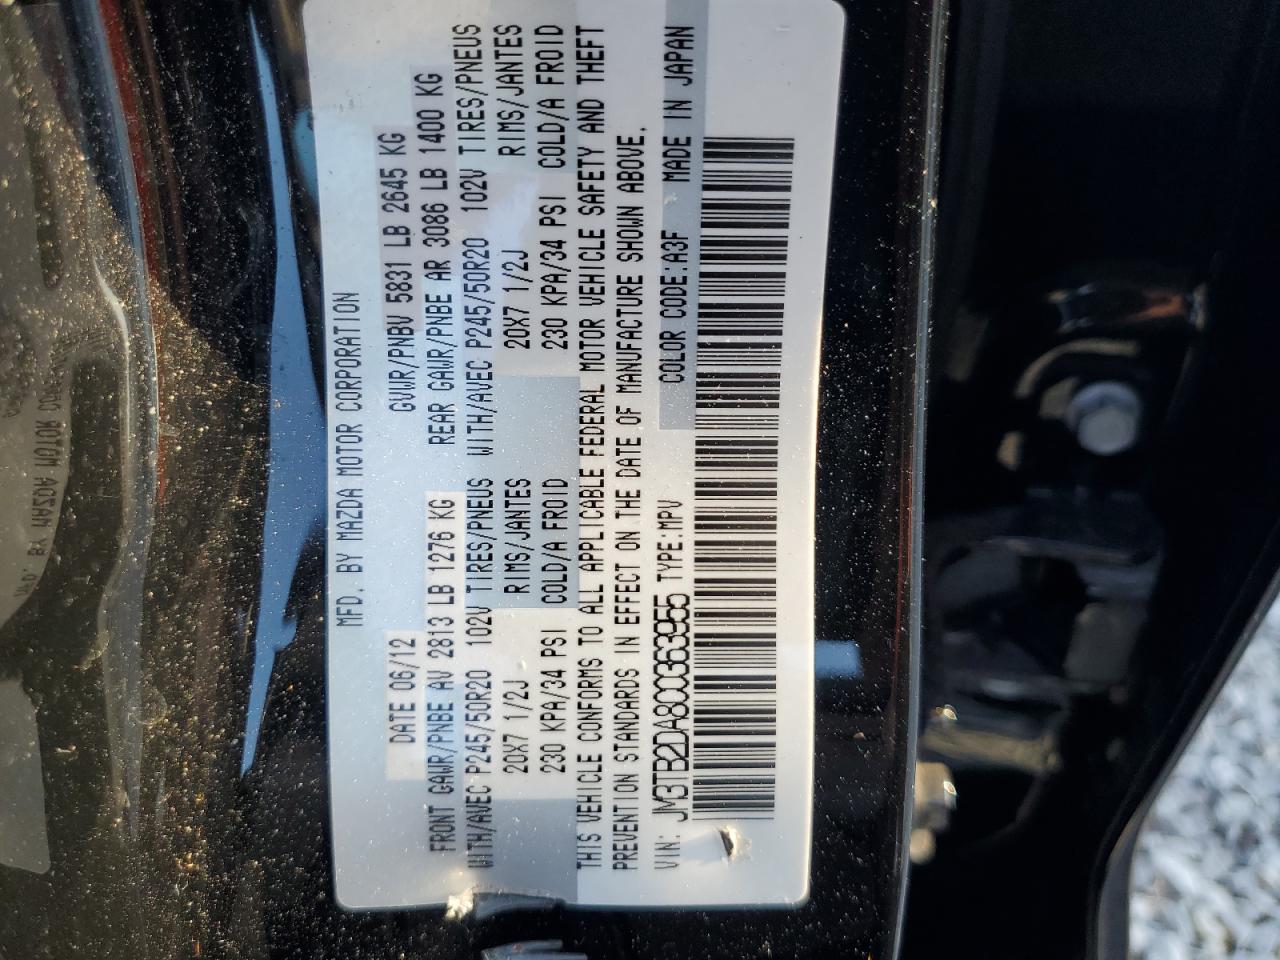 MFD. BY MAZDA MOTOR CORPORATION
DATE 06/12 GVWR/PNBV 5831 LB 2645 KG
FRONT GAWR/PNBE AV 2813 LB 1276 KG REAR GAWR/PNBE AR 3086 LB 1400 KG
WITH/AVEC P245/50R20 102V TIRES/PNEUS WITH/AVEC P245/50R20 102V TIRES/PNEUS
20X7 1/2J RIMS/JANTES 20X7 1/2J RIMS/JANTES
230 KPA/34 PSI COLD/A FROID 230 KPA/34 PSI COLD/A FROID
THIS VEHICLE CONFORMS TO ALL APPLICABLE FEDERAL MOTOR VEHICLE SAFETY AND THEFT
PREVENTION STANDARDS IN EFFECT ON THE DATE OF MANUFACTURE SHOWN ABOVE.
VIN: JM3TB2DA8C0363955 TYPE:MPV COLOR CODE:A3F MADE IN JAPAN